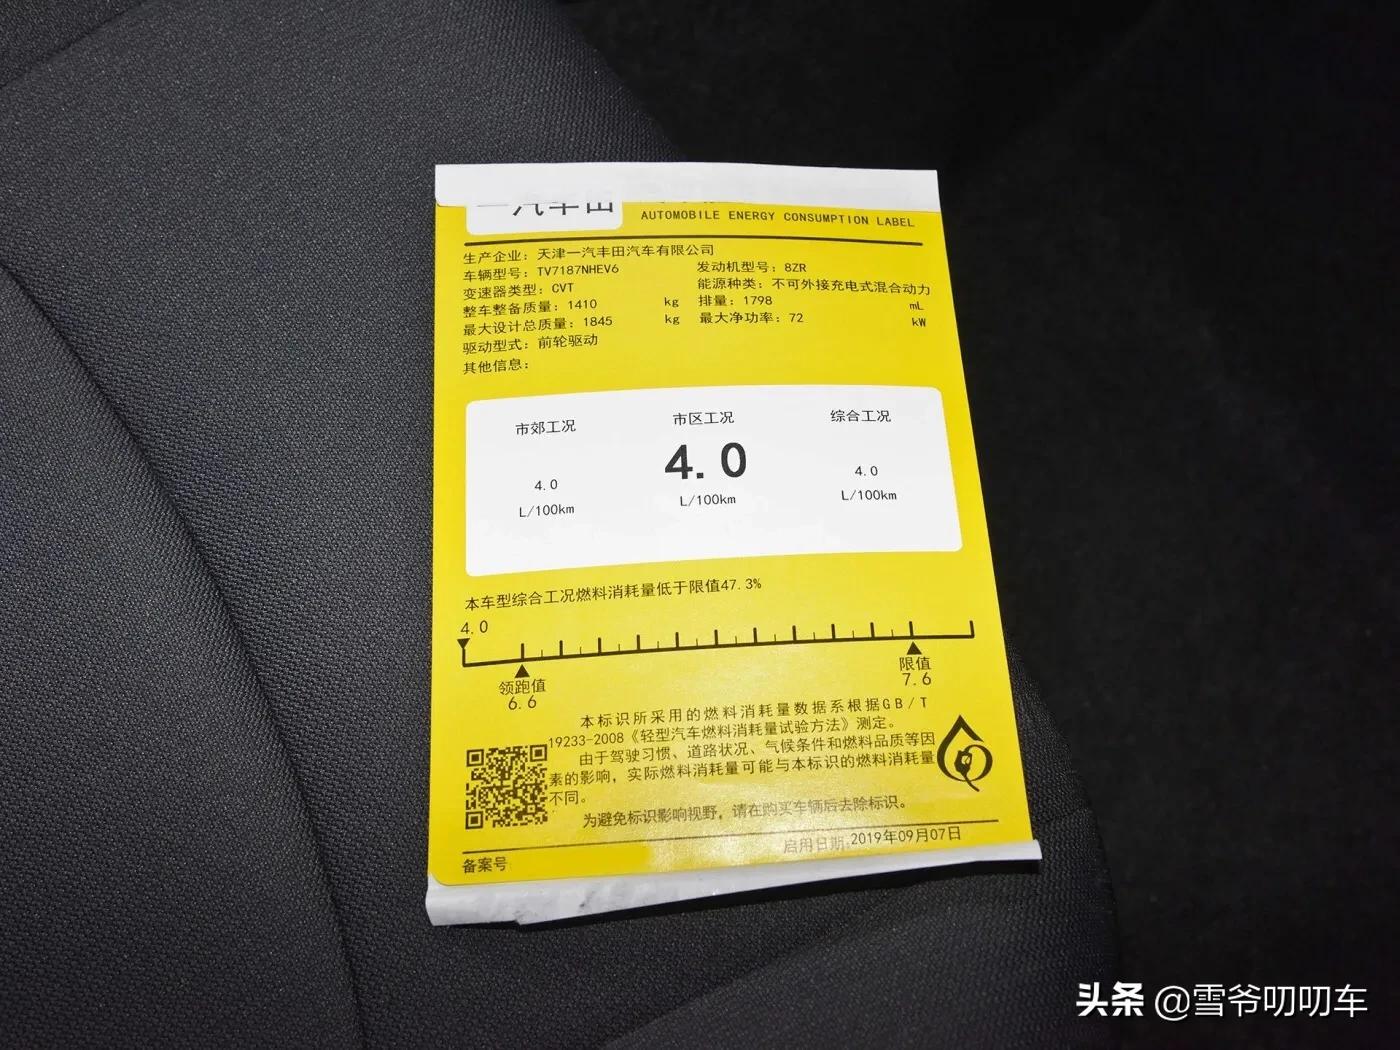 一汽丰田
AUTOMOBILE ENERGY CONSUMPTION LABEL
生产企业：天津一汽丰田汽车有限公司
车辆型号：TV7187NHEV6 发动机型号：8ZR
变速器类型：CVT 能源种类：不可外接充电式混合动力
整车整备质量：1410 kg 排量：1798 mL
最大设计总质量：1845 kg 最大净功率：72 kW
驱动型式：前轮驱动
其他信息：
市郊工况 市区工况 综合工况
4.0 4.0 4.0
L/100km L/100km L/100km
本车型综合工况燃料消耗量低于限值47.3%
4.0
领跑值 限值
6.6 7.6
本标识所采用的燃料消耗量数据系根据GB/T
19233-2008《轻型汽车燃料消耗量试验方法》测定。
由于驾驶习惯、道路状况、气候条件和燃料品质等因
素的影响，实际燃料消耗量可能与本标识的燃料消耗量
不同。
为避免标识影响视野，请在购买车辆后去除标识。
备案号 启用日期:2019年09月07日
头条 @雪爷叨叨车